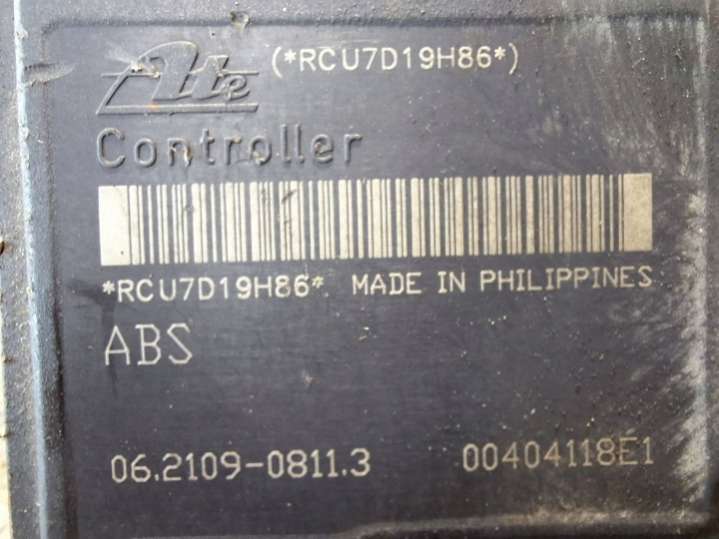 Ate (*RCU7D19H86*)
Controller
*RCU7D19H86* MADE IN PHILIPPINES
ABS
06.2109-0811.3 00404118E1